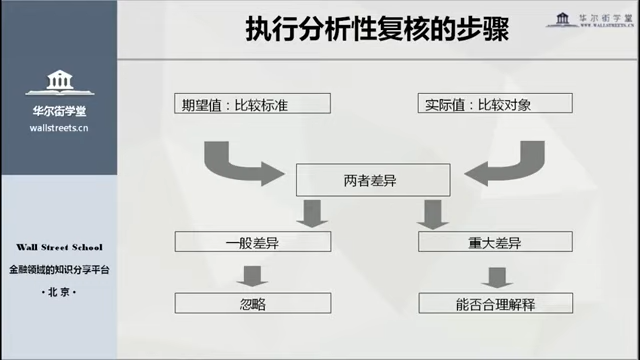 执行分析性复核的步骤
华尔街学堂
WWW.WALLSTREETS.CN
华尔街学堂
wallstreets.cn
Wall Street School
金融领域的知识分享平台
·北京·
期望值：比较标准
实际值：比较对象
两者差异
一般差异
重大差异
忽略
能否合理解释